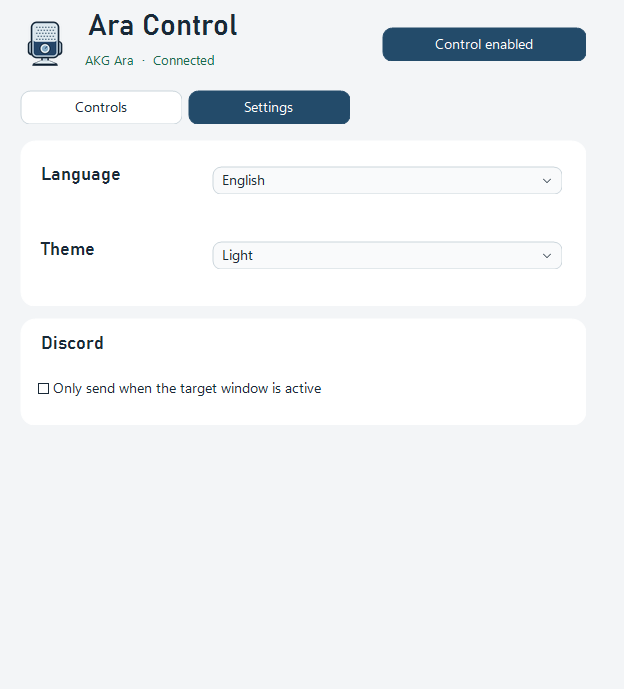 Ara Control
AKG Ara · Connected
Control enabled
Controls
Settings
Language
English
Theme
Light
Discord
Only send when the target window is active